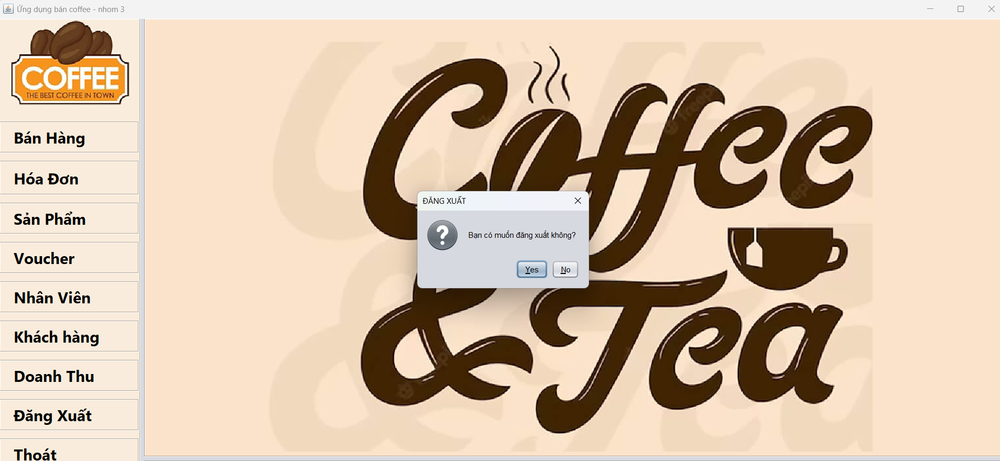 Ứng dụng bán coffee - nhom 3
COFFEE
THE BEST COFFEE IN TOWN
Bán Hàng
Hóa Đơn
Sản Phẩm
Voucher
Nhân Viên
Khách hàng
Doanh Thu
Đăng Xuất
Thoát
Coffee
& Tea
ĐĂNG XUẤT
Bạn có muốn đăng xuất không?
Yes No